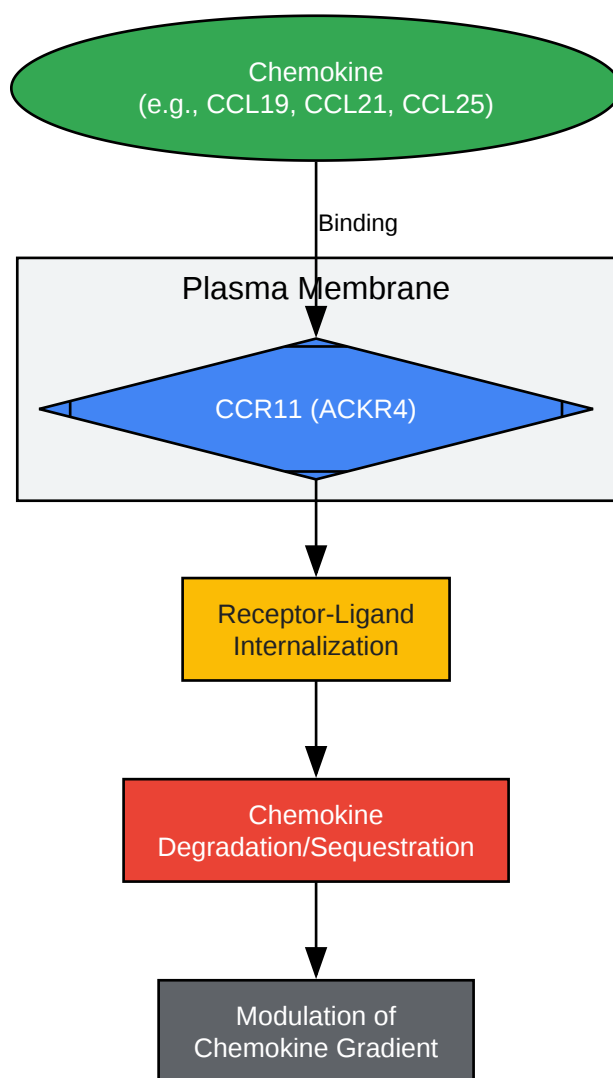 Chemokine
(e.g., CCL19, CCL21, CCL25)
Binding
Plasma Membrane
CCR11 (ACKR4)
Receptor-Ligand
Internalization
Chemokine
Degradation/Sequestration
Modulation of
Chemokine Gradient